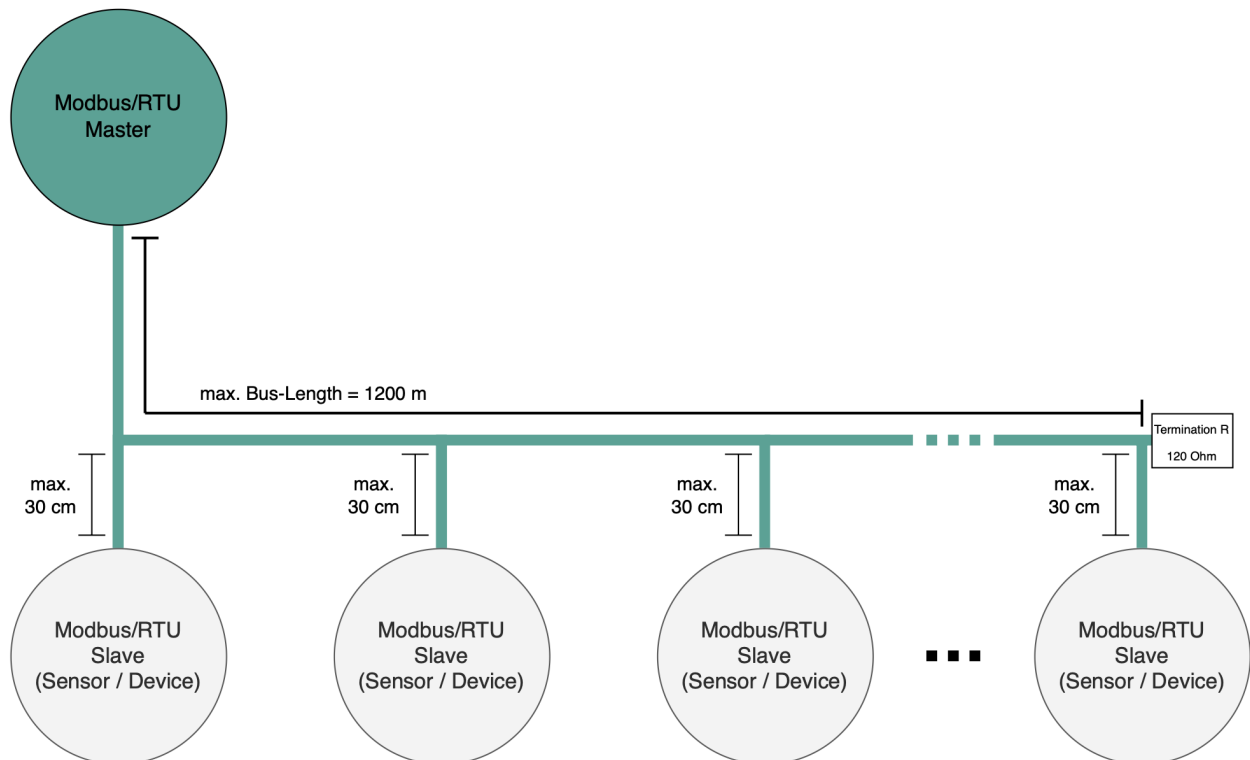 Modbus/RTU
Master
max. Bus-Length = 1200 m
Termination R
120 Ohm
max.
30 cm
max.
30 cm
max.
30 cm
max.
30 cm
Modbus/RTU
Slave
(Sensor / Device)
Modbus/RTU
Slave
(Sensor / Device)
Modbus/RTU
Slave
(Sensor / Device)
Modbus/RTU
Slave
(Sensor / Device)